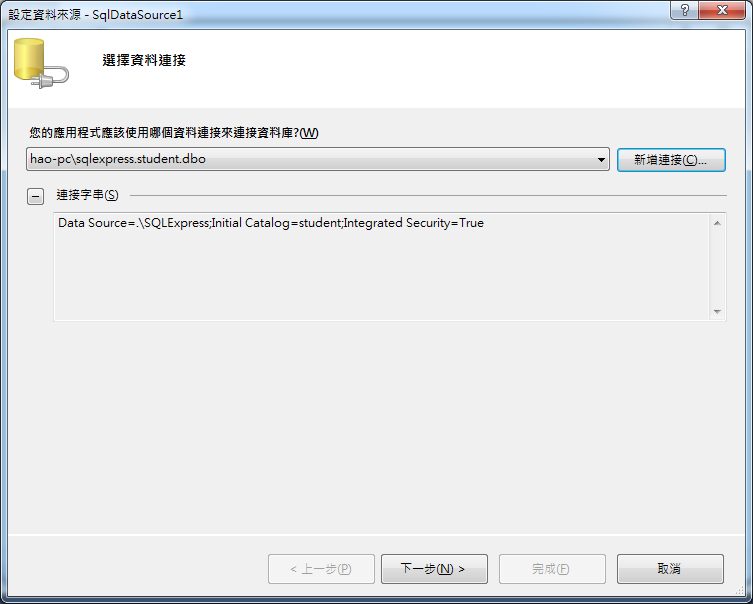 設定資料來源 - SqlDataSource1
選擇資料連接
您的應用程式應該使用哪個資料連接來連接資料庫?(W)
hao-pc\sqlexpress.student.dbo
新增連接(C)...
連接字串(S)
Data Source=.\SQLExpress;Initial Catalog=student;Integrated Security=True
< 上一步(P)
下一步(N) >
完成(F)
取消